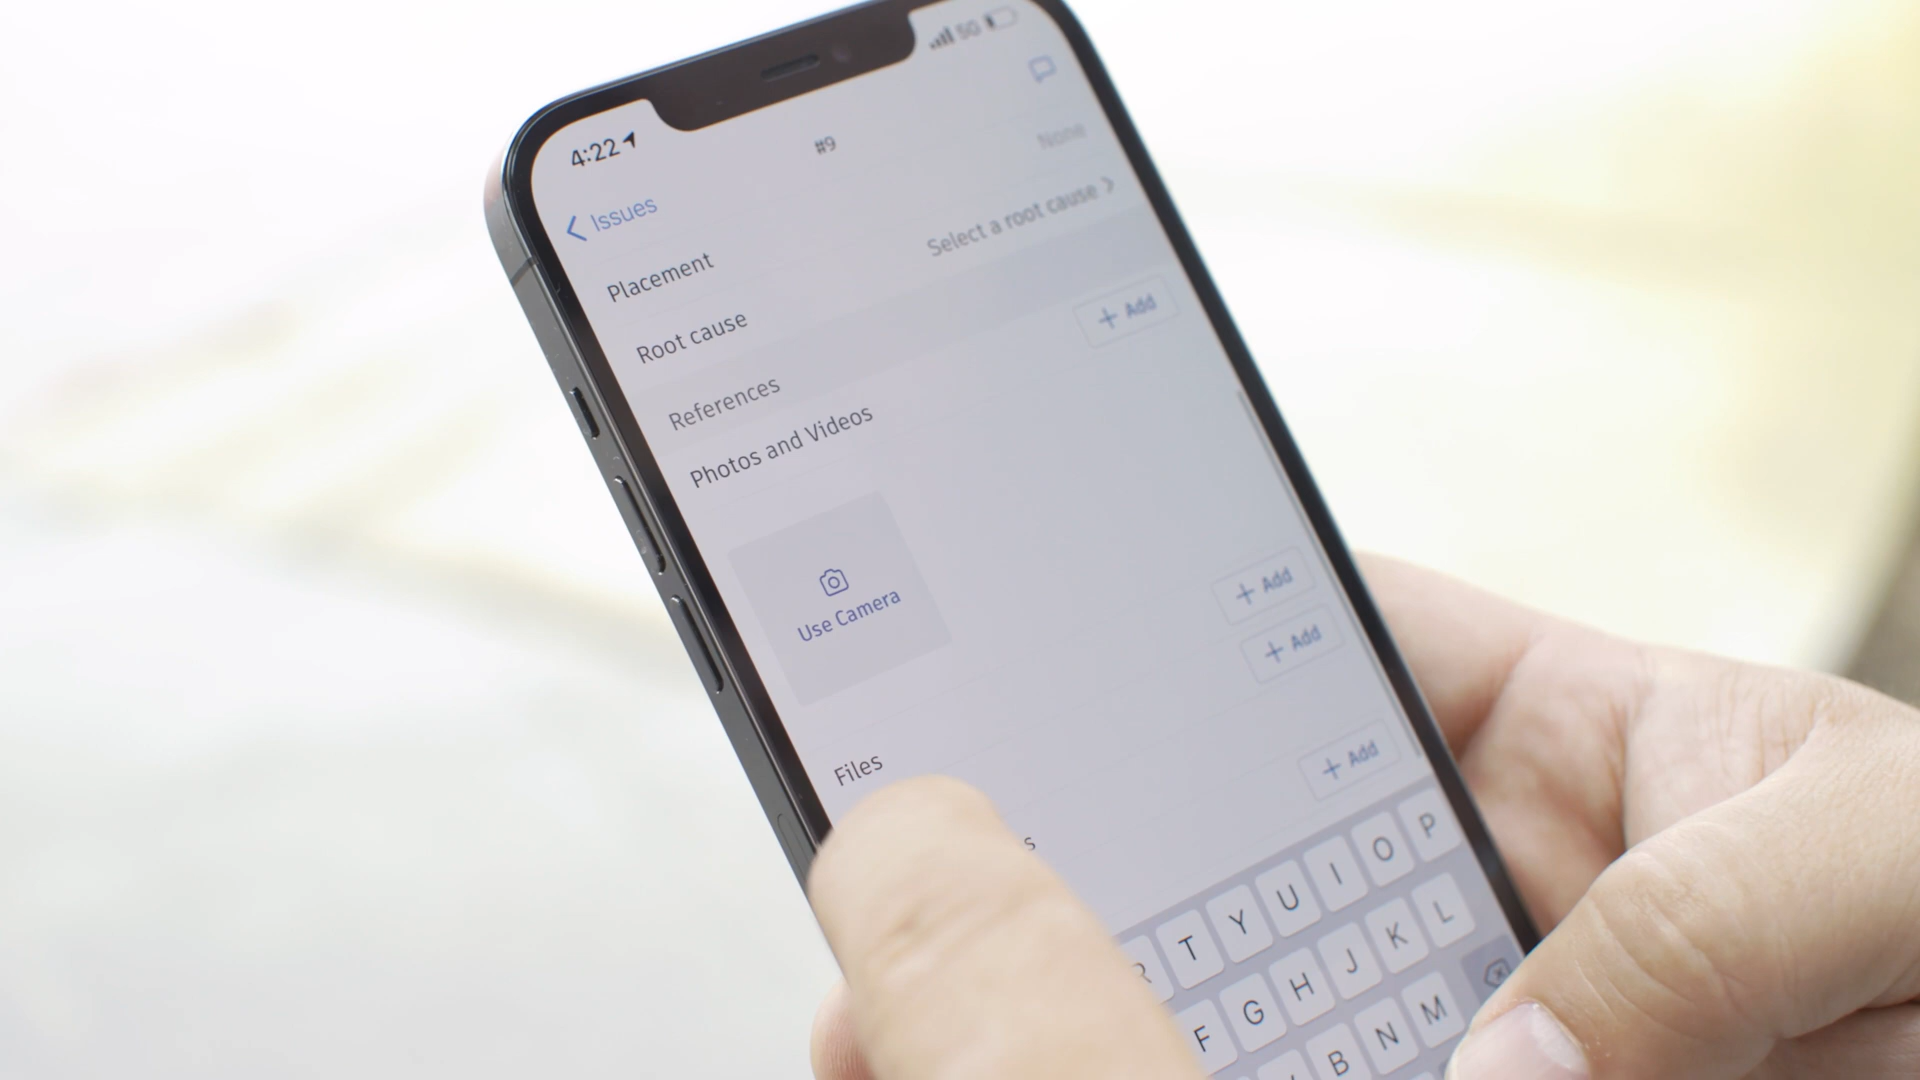 4:22
5G
#9
Issues
Placement
None
Root cause
Select a root cause
References
Photos and Videos
+ Add
Use Camera
Files
+ Add
+ Add
s
+ Add
R T Y U I O P
F G H J K L
B N M